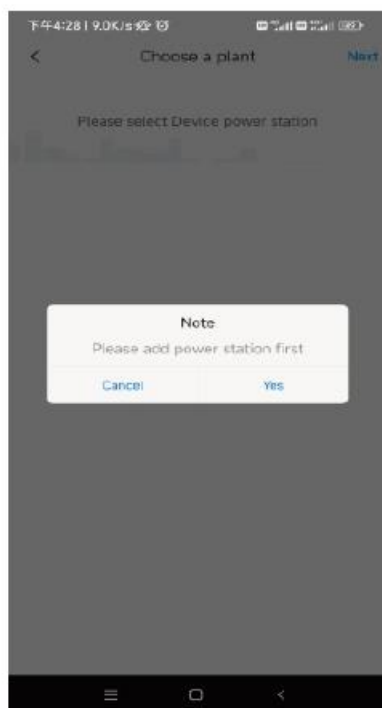 下午4:28 | 9.0K/s
Choose a plant
Next
Please select Device power station
Note
Please add power station first
Cancel
Yes